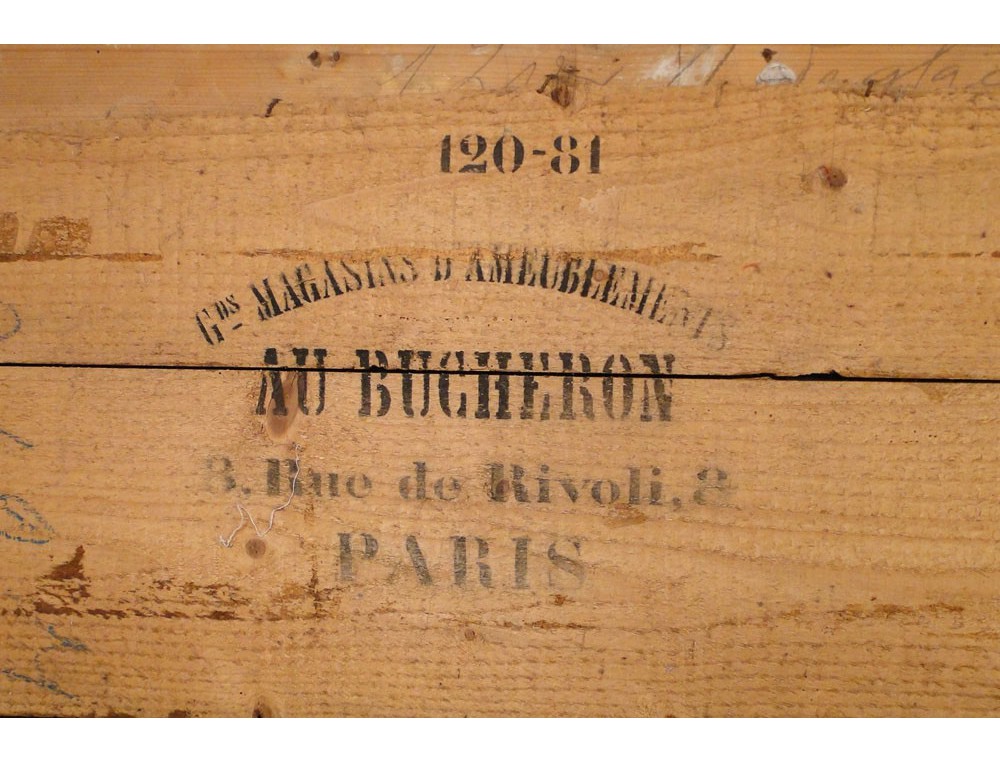 120-81
Gds MAGASINS D'AMEUBLEMENTS
AU BUCHERON
8, Rue de Rivoli, 8
PARIS